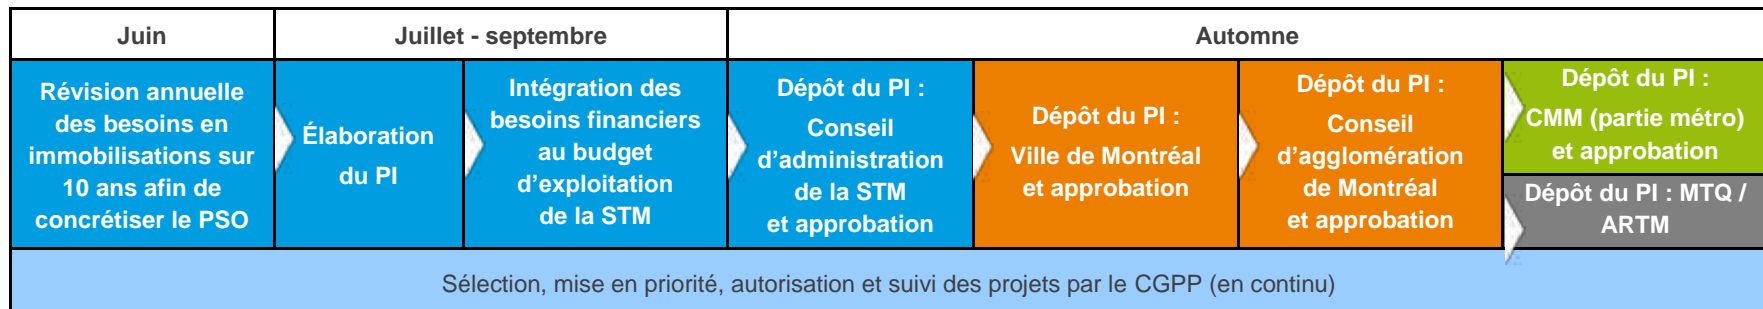 Juin
Juillet - septembre
Automne
Révision annuelle
des besoins en
immobilisations sur
10 ans afin de
concrétiser le PSO
Élaboration
du PI
Intégration des
besoins financiers
au budget
d'exploitation
de la STM
Dépôt du PI :
Conseil
d'administration
de la STM
et approbation
Dépôt du PI :
Ville de Montréal
et approbation
Dépôt du PI :
Conseil
d'agglomération
de Montréal
et approbation
Dépôt du PI :
CMM (partie métro)
et approbation
Dépôt du PI : MTQ /
ARTM
Sélection, mise en priorité, autorisation et suivi des projets par le CGPP (en continu)